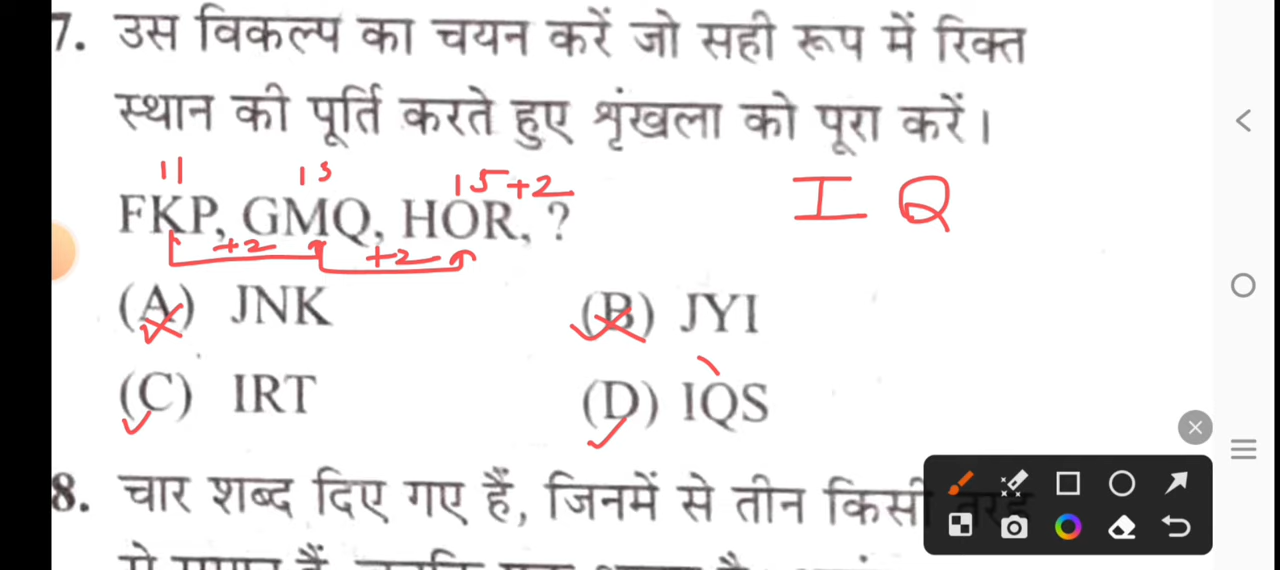 7. उस विकल्प का चयन करें जो सही रूप में रिक्त
स्थान की पूर्ति करते हुए शृंखला को पूरा करें।
11 13 15 +2
FKP, GMQ, HOR, ? I Q
+2 +2
(A) JNK (B) JYI
(C) IRT (D) IQS
8. चार शब्द दिए गए हैं, जिनमें से तीन किसी तरह